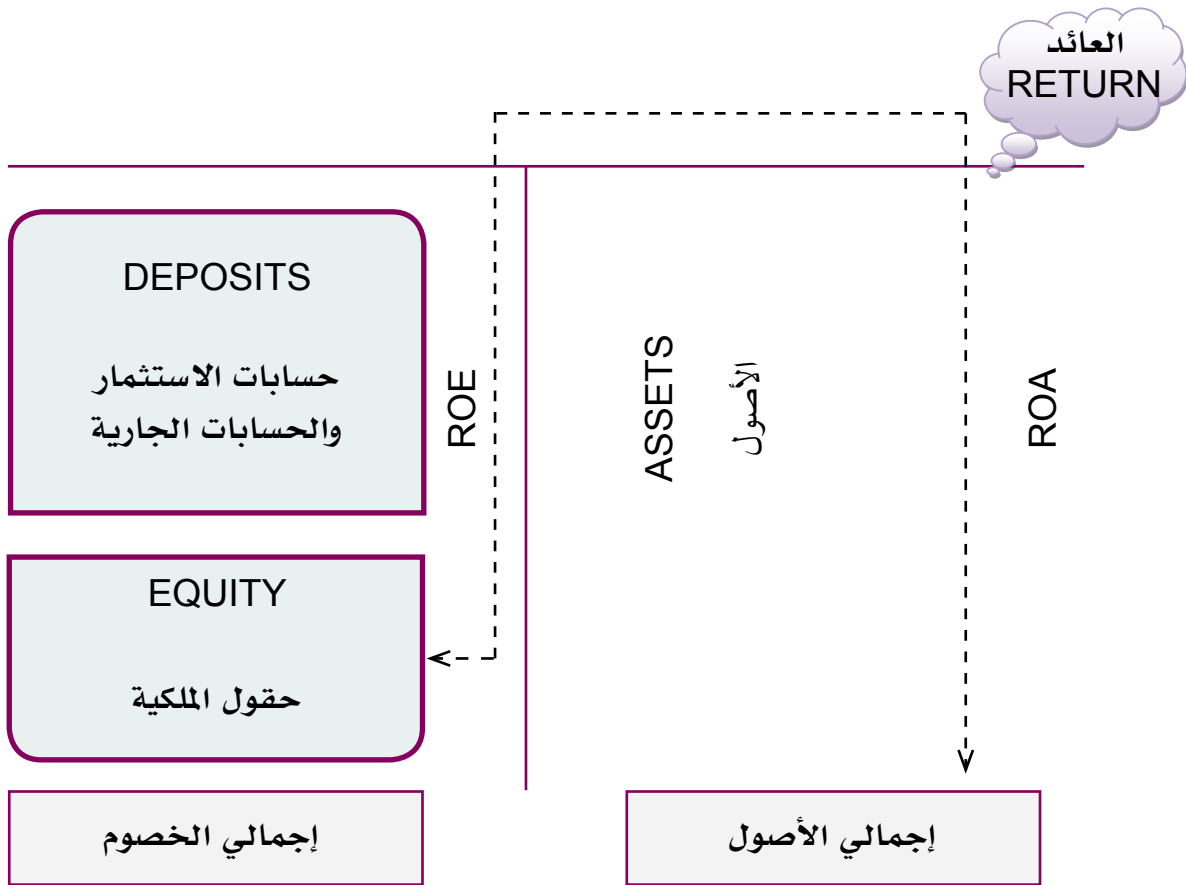 العائد
RETURN
DEPOSITS
حسابات الاستثمار
والحسابات الجارية
ROE
ASSETS
الأصول
ROA
EQUITY
حقول الملكية
إجمالي الخصوم
إجمالي الأصول